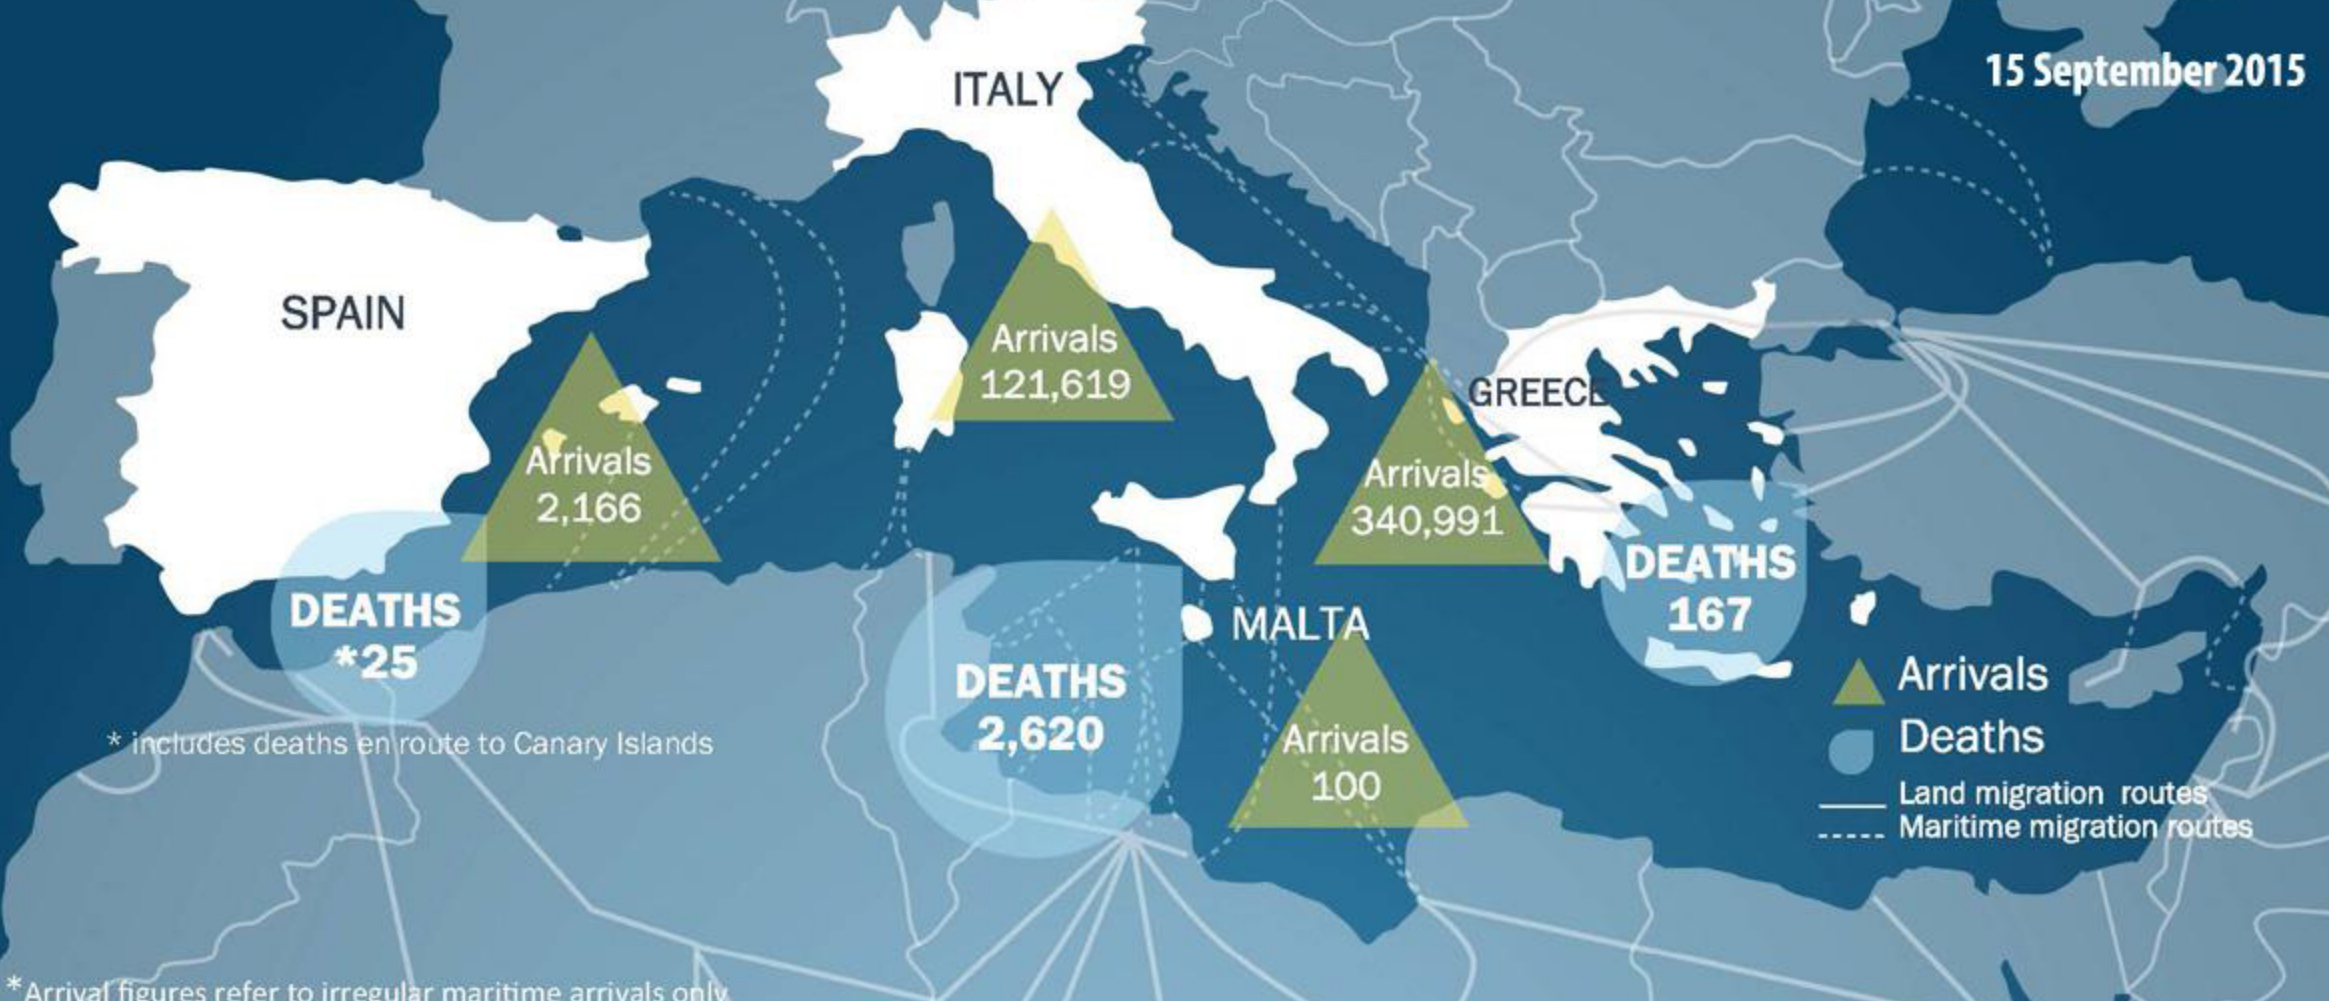 15 September 2015
ITALY
SPAIN
Arrivals
121,619
GREECE
Arrivals
2,166
Arrivals
340,991
DEATHS
167
DEATHS
*25
MALTA
DEATHS
2,620
Arrivals
100
* includes deaths en route to Canary Islands
Arrivals
Deaths
Land migration routes
Maritime migration routes
*Arrival figures refer to irregular maritime arrivals only